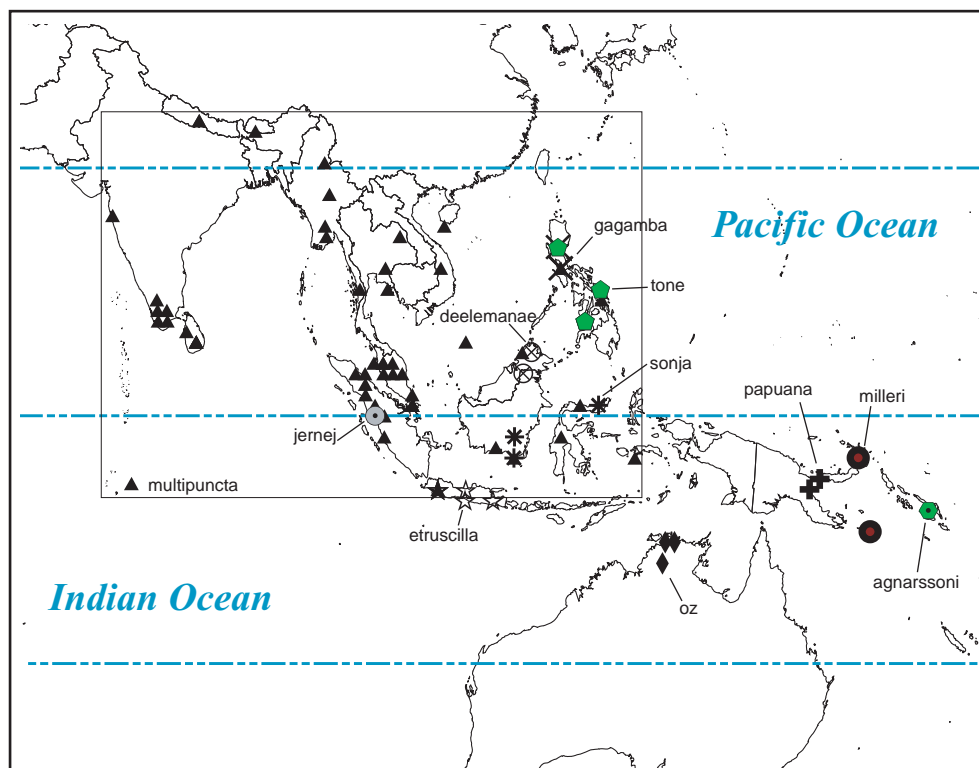 gagamba
Pacific Ocean
tone
deelemanae
sonja
papuana
milleri
jernej
multipuncta
etruscilla
agnarssoni
Indian Ocean
oz